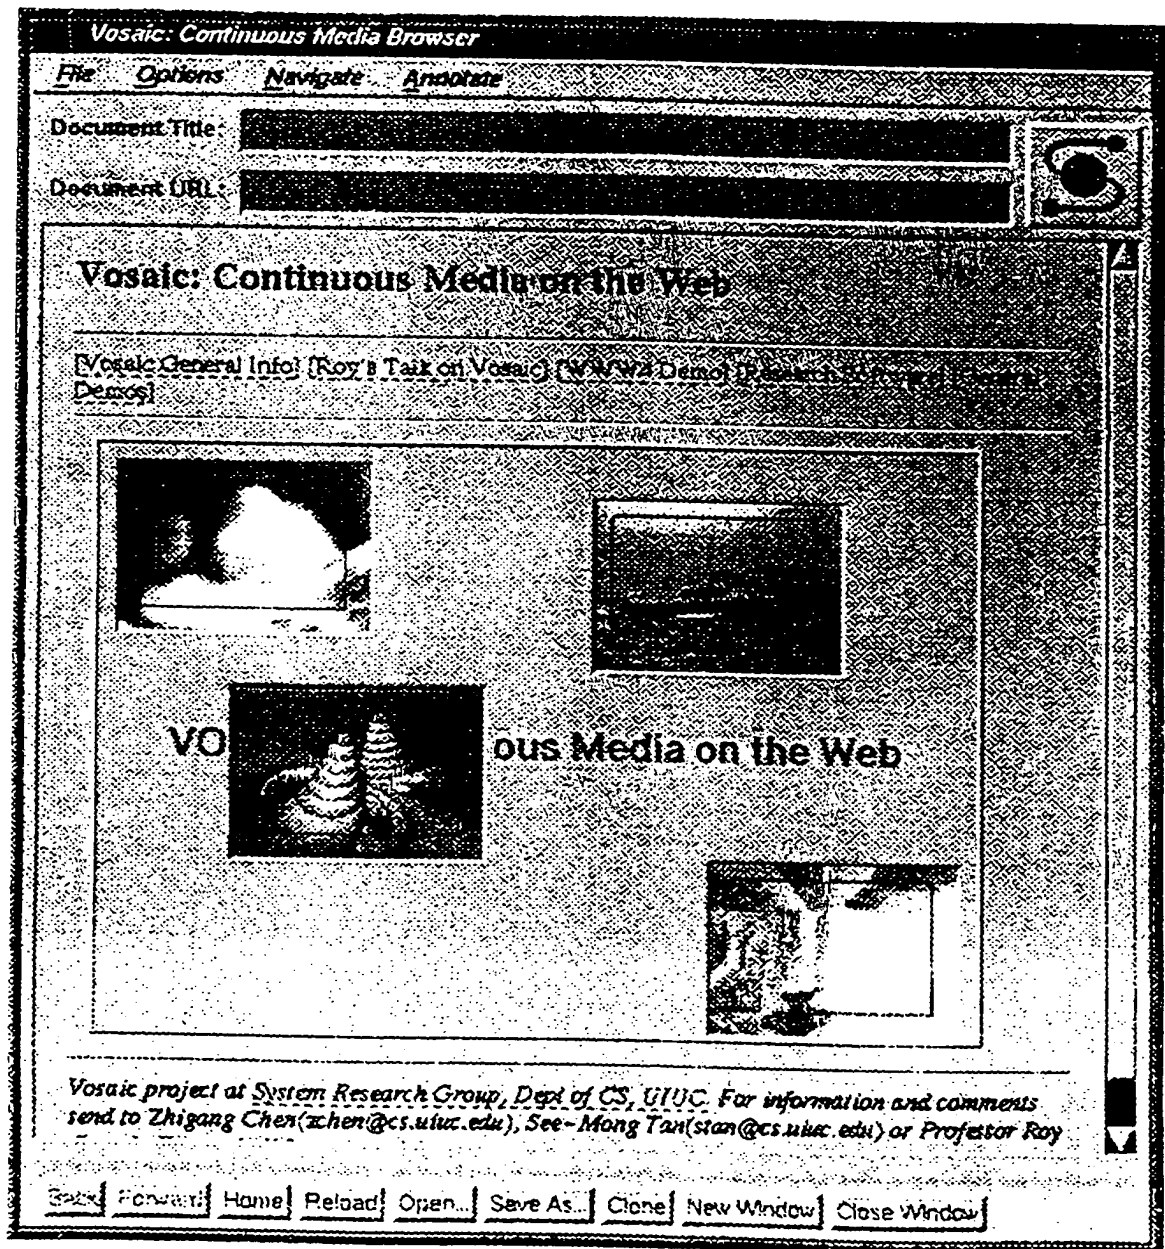 Vosaic: Continuous Media Browser
File Options Navigate Annotate
Document Title:
Document URL:
Vosaic: Continuous Media on the Web
[Vosaic General Info] [Roy's Talk on Vosaic] [WWW4 Demo] [Research Software] [General
Demos]
VO ous Media on the Web
Vosaic project at System Research Group, Dept of CS, UIUC. For information and comments
send to Zhigang Chen(zchen@cs.uiuc.edu), See-Mong Tan(stan@cs.uiuc.edu) or Professor Roy
Back Forward Home Reload Open... Save As... Clone New Window Close Window